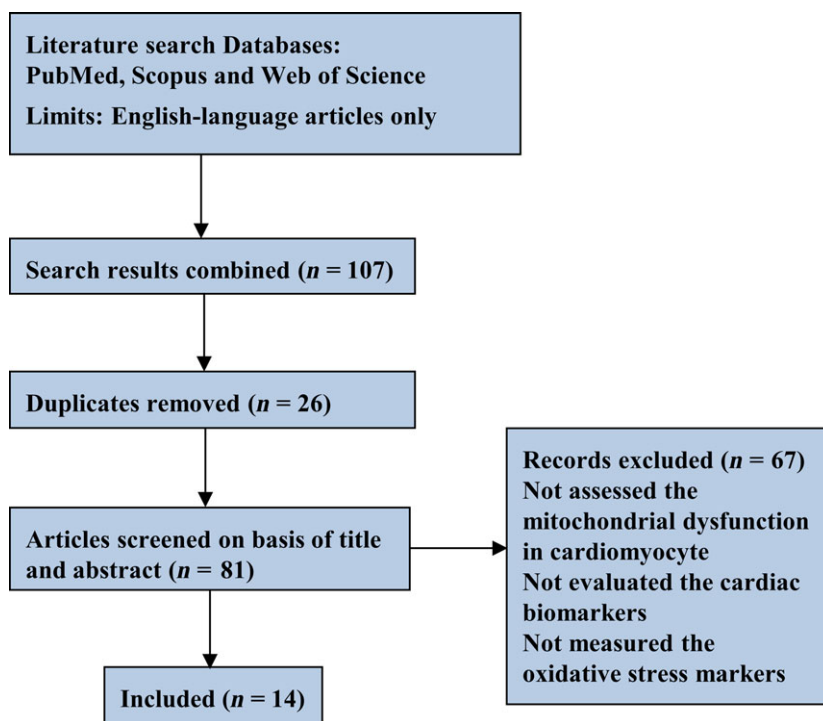 Literature search Databases:
PubMed, Scopus and Web of Science
Limits: English-language articles only
Search results combined (n = 107)
Duplicates removed (n = 26)
Articles screened on basis of title
and abstract (n = 81)
Records excluded (n = 67)
Not assessed the
mitochondrial dysfunction
in cardiomyocyte
Not evaluated the cardiac
biomarkers
Not measured the
oxidative stress markers
Included (n = 14)